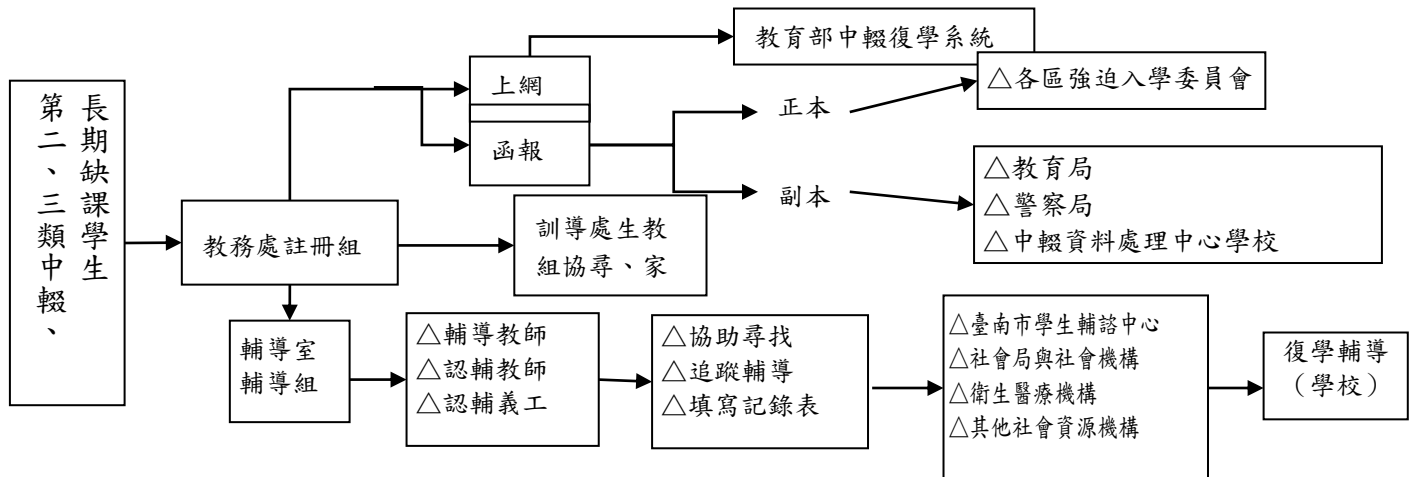 第二、三類中輟、
長期缺課學生
教務處註冊組
上網
函報
教育部中輟復學系統
正本
△各區強迫入學委員會
副本
△教育局
△警察局
△中輟資料處理中心學校
訓導處生教
組協尋、家
輔導室
輔導組
△輔導教師
△認輔教師
△認輔義工
△協助尋找
△追蹤輔導
△填寫記錄表
△臺南市學生輔諮中心
△社會局與社會機構
△衛生醫療機構
△其他社會資源機構
復學輔導
（學校）